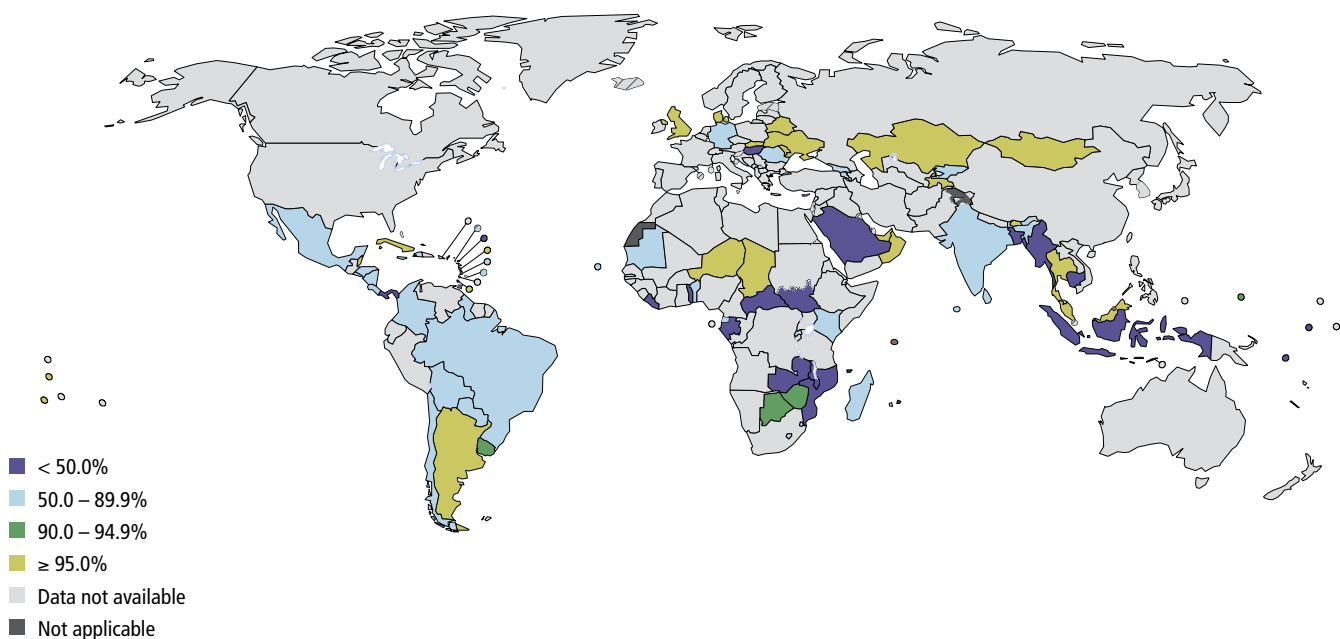 < 50.0%
50.0 – 89.9%
90.0 – 94.9%
≥ 95.0%
Data not available
Not applicable